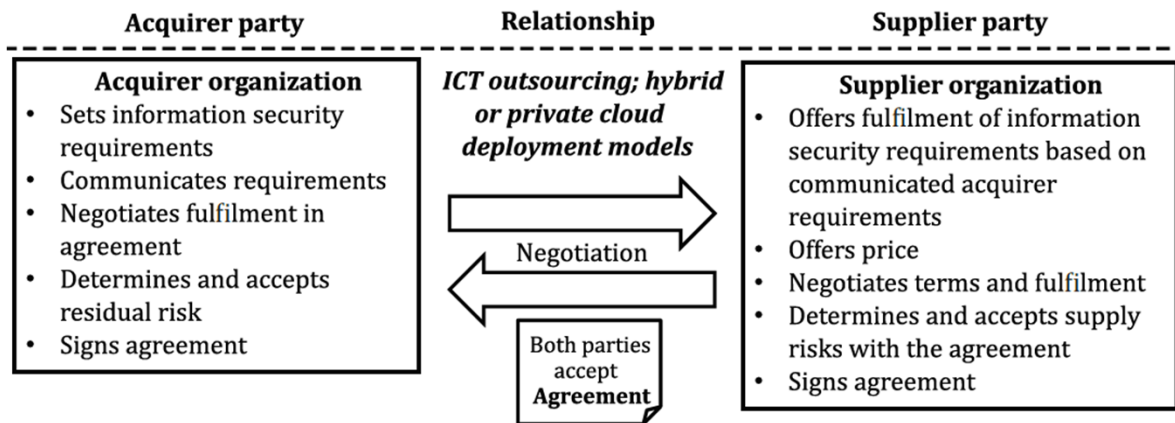 Acquirer party
Relationship
Supplier party
Acquirer organization
• Sets information security
requirements
• Communicates requirements
• Negotiates fulfilment in
agreement
• Determines and accepts
residual risk
• Signs agreement
ICT outsourcing; hybrid
or private cloud
deployment models
Negotiation
Both parties
accept
Agreement
Supplier organization
• Offers fulfilment of information
security requirements based on
communicated acquirer
requirements
• Offers price
• Negotiates terms and fulfilment
• Determines and accepts supply
risks with the agreement
• Signs agreement